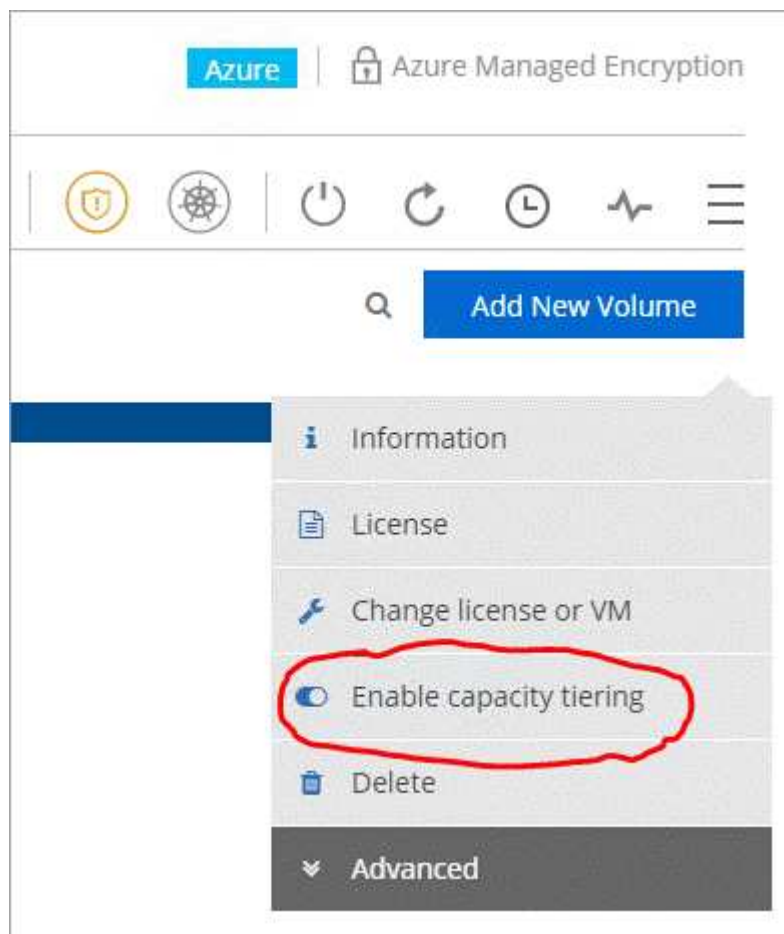 Azure
Azure Managed Encryption
Add New Volume
Information
License
Change license or VM
Enable capacity tiering
Delete
Advanced